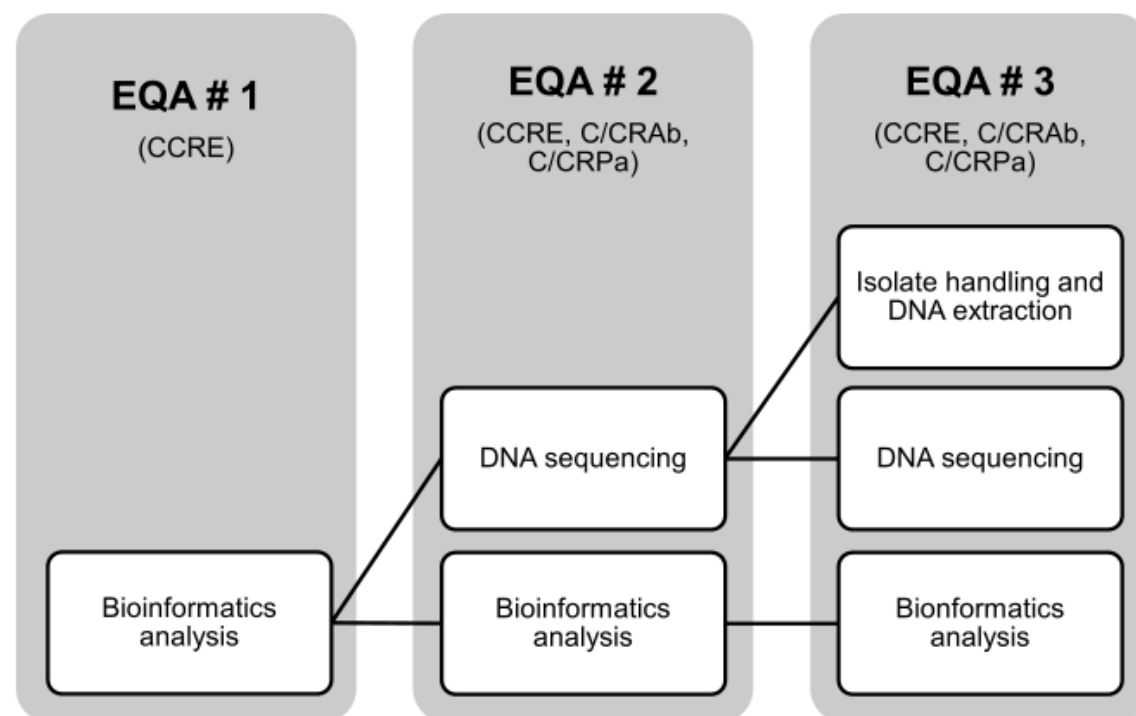 EQA # 1
(CCRE)
Bioinformatics
analysis
EQA # 2
(CCRE, C/CRAb,
C/CRPa)
DNA sequencing
Bioinformatics
analysis
EQA # 3
(CCRE, C/CRAb,
C/CRPa)
Isolate handling and
DNA extraction
DNA sequencing
Bionformatics
analysis